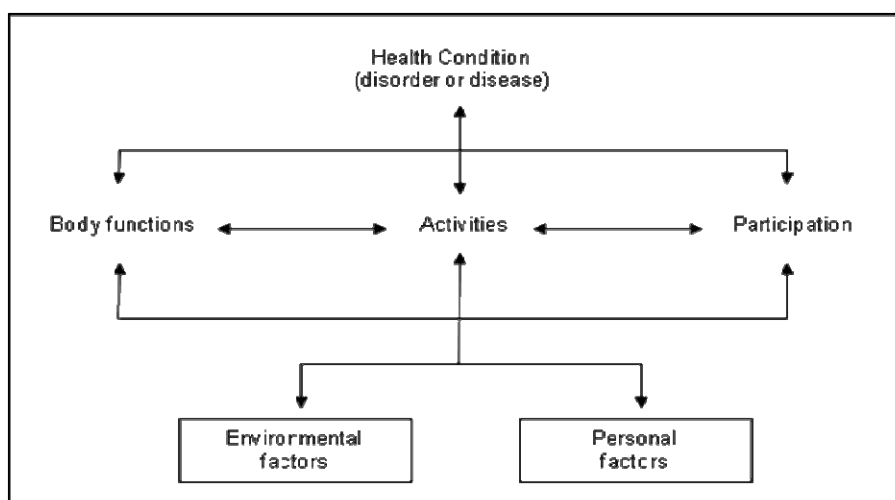 Health Condition
(disorder or disease)
Body functions
Activities
Participation
Environmental
factors
Personal
factors